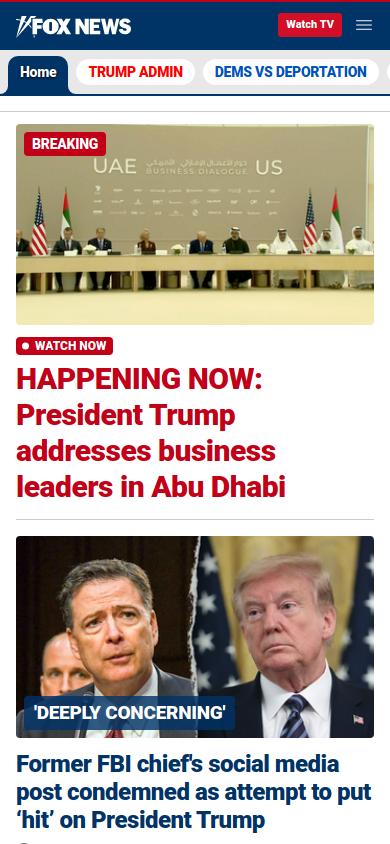 FOX NEWS
Watch TV
Home
TRUMP ADMIN
DEMS VS DEPORTATION
BREAKING
UAE
BUSINESS DIALOGUE
حوار الأعمال الإماراتي الأمريكي
US
WATCH NOW
HAPPENING NOW:
President Trump
addresses business
leaders in Abu Dhabi
'DEEPLY CONCERNING'
Former FBI chief's social media
post condemned as attempt to put
‘hit’ on President Trump